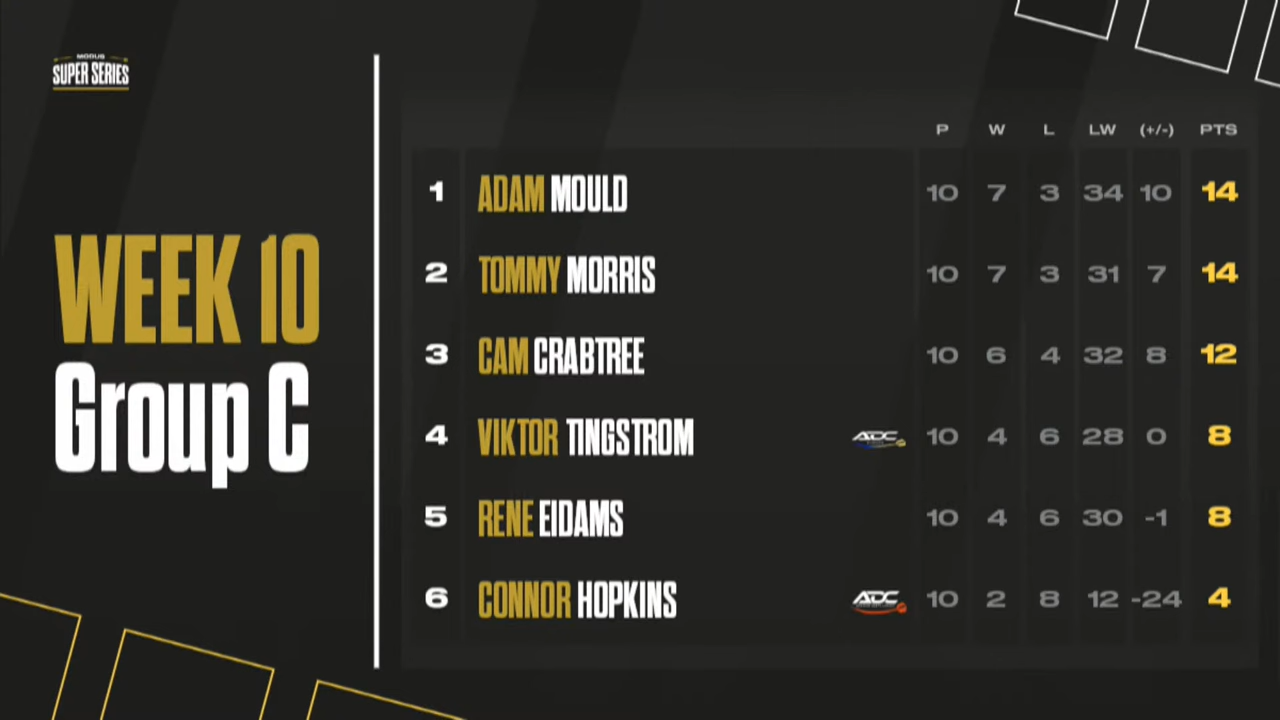 MODUS
SUPER SERIES
WEEK 10
Group C
P W L LW (+/-) PTS
1 ADAM MOULD 10 7 3 34 10 14
2 TOMMY MORRIS 10 7 3 31 7 14
3 CAM CRABTREE 10 6 4 32 8 12
4 VIKTOR TINGSTROM ADC 10 4 6 28 0 8
5 RENE EIDAMS 10 4 6 30 -1 8
6 CONNOR HOPKINS ADC 10 2 8 12 -24 4